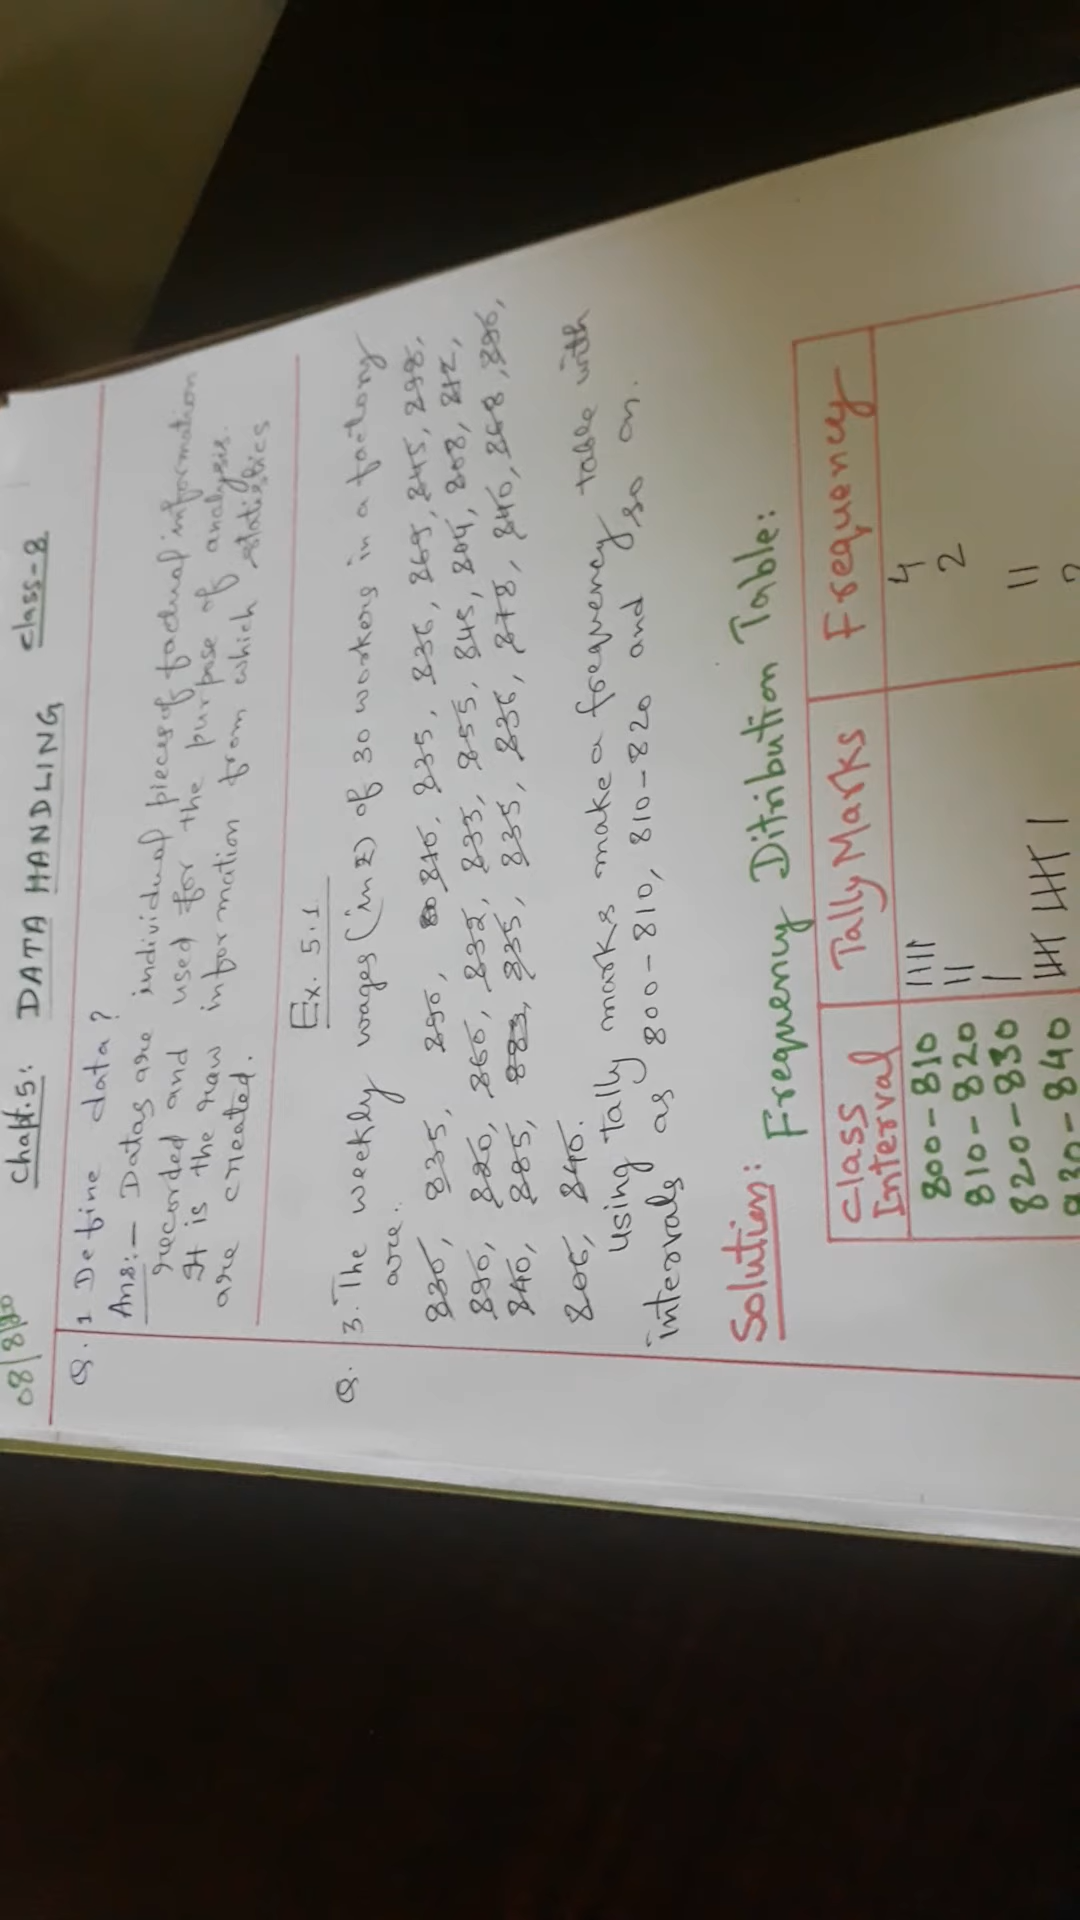 08/8/20
Chapt.5: DATA HANDLING Class-8
Q. 1 Define data?
Ans:- Datas are individual pieces of factual information
recorded and used for the purpose of analysis.
It is the raw information from which statistics
are created.
Ex. 5.1
Q. 3. The weekly wages (in ₹) of 30 workers in a factory
are..
830, 835, 890, 810, 835, 836, 869, 845, 898,
890, 820, 860, 832, 833, 855, 845, 804, 808, 812,
840, 885, 835, 835, 836, 878, 840, 868, 890,
806, 840.
Using tally marks make a frequency table with
intervals as 800-810, 810-820 and so on.
Solution:
Frequency Ditribution Table:
Class Interval Tally Marks Frequency
800-810 |||| 4
810-820 || 2
820-830 |
830-840 |||| |||| | 11
2